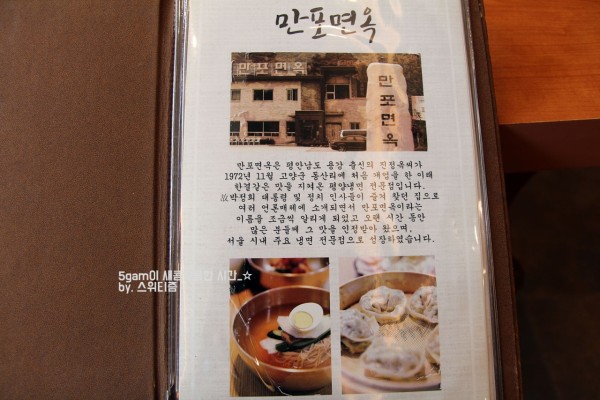 만포면옥
만포면옥
만포면옥
만포면옥은 평안남도 용강 출신의 진정옥씨가
1972년 11월 고양군 동산리에 처음 개업을 한 이래
한결같은 맛을 지켜온 평양냉면 전문점입니다.
故박정희 대통령 및 정치 인사들이 즐겨 찾던 집으로
여러 언론매체에 소개되면서 만포면옥이라는
이름을 조금씩 알리게 되었고 오랜 시간 동안
많은 분들께 그 맛을 인정받아 왔으며,
서울 시내 주요 냉면 전문점으로 성장하였습니다.
5gam이 새콤 시간_☆
by. 스위티즘